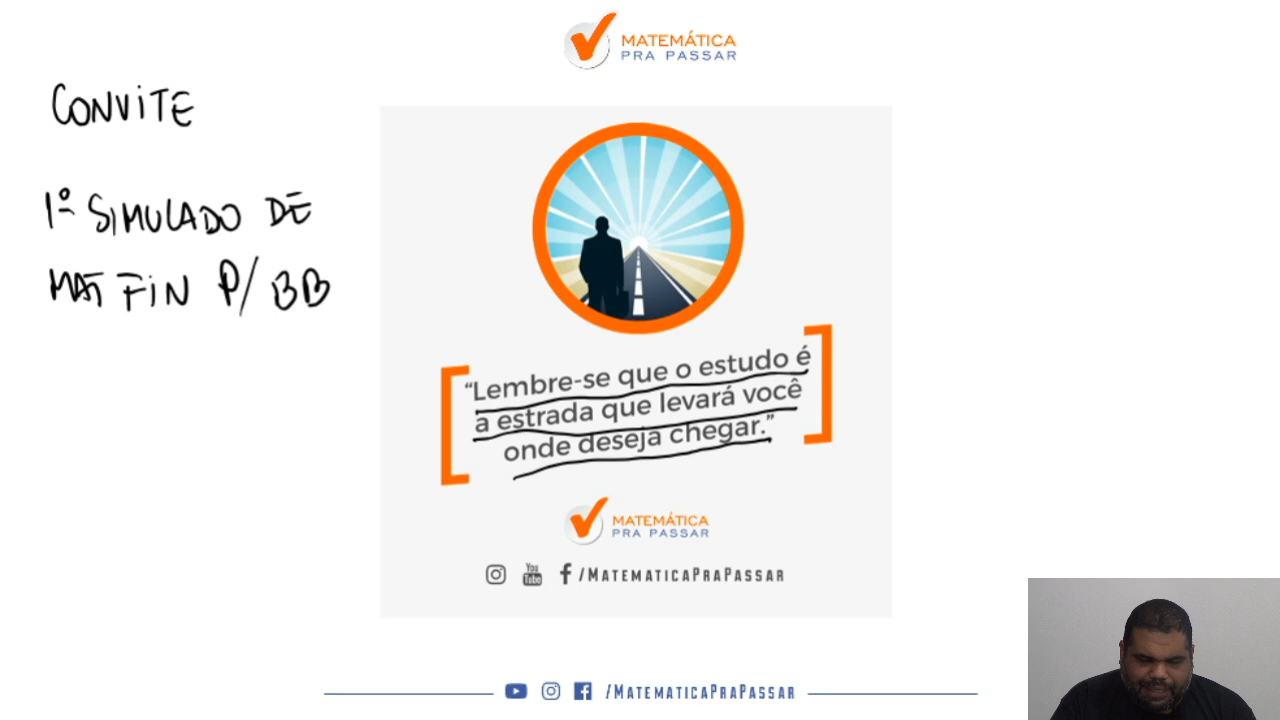 MATEMÁTICA
PRA PASSAR
CONVITE
1º SIMULADO DE
MAT FIN P/ BB
"Lembre-se que o estudo é
a estrada que levará você
onde deseja chegar."
MATEMÁTICA
PRA PASSAR
You
Tube
/MATEMATICAPRAPASSAR
/MATEMATICAPRAPASSAR